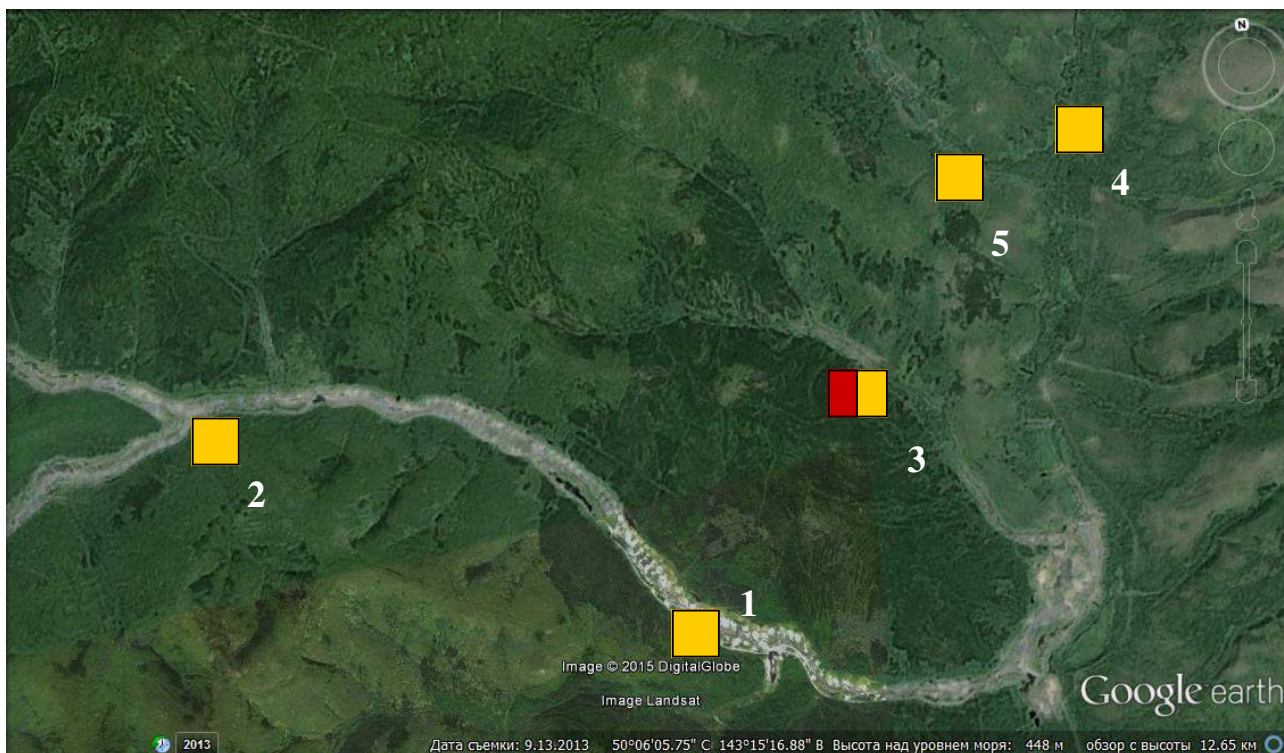 N
4
5
3
2
1
Image © 2015 DigitalGlobe
Image Landsat
Google earth
2013
Дата съемки: 9.13.2013 50°06'05.75" С 143°15'16.88" В Высота над уровнем моря: 448 м обзор с высоты 12.65 км